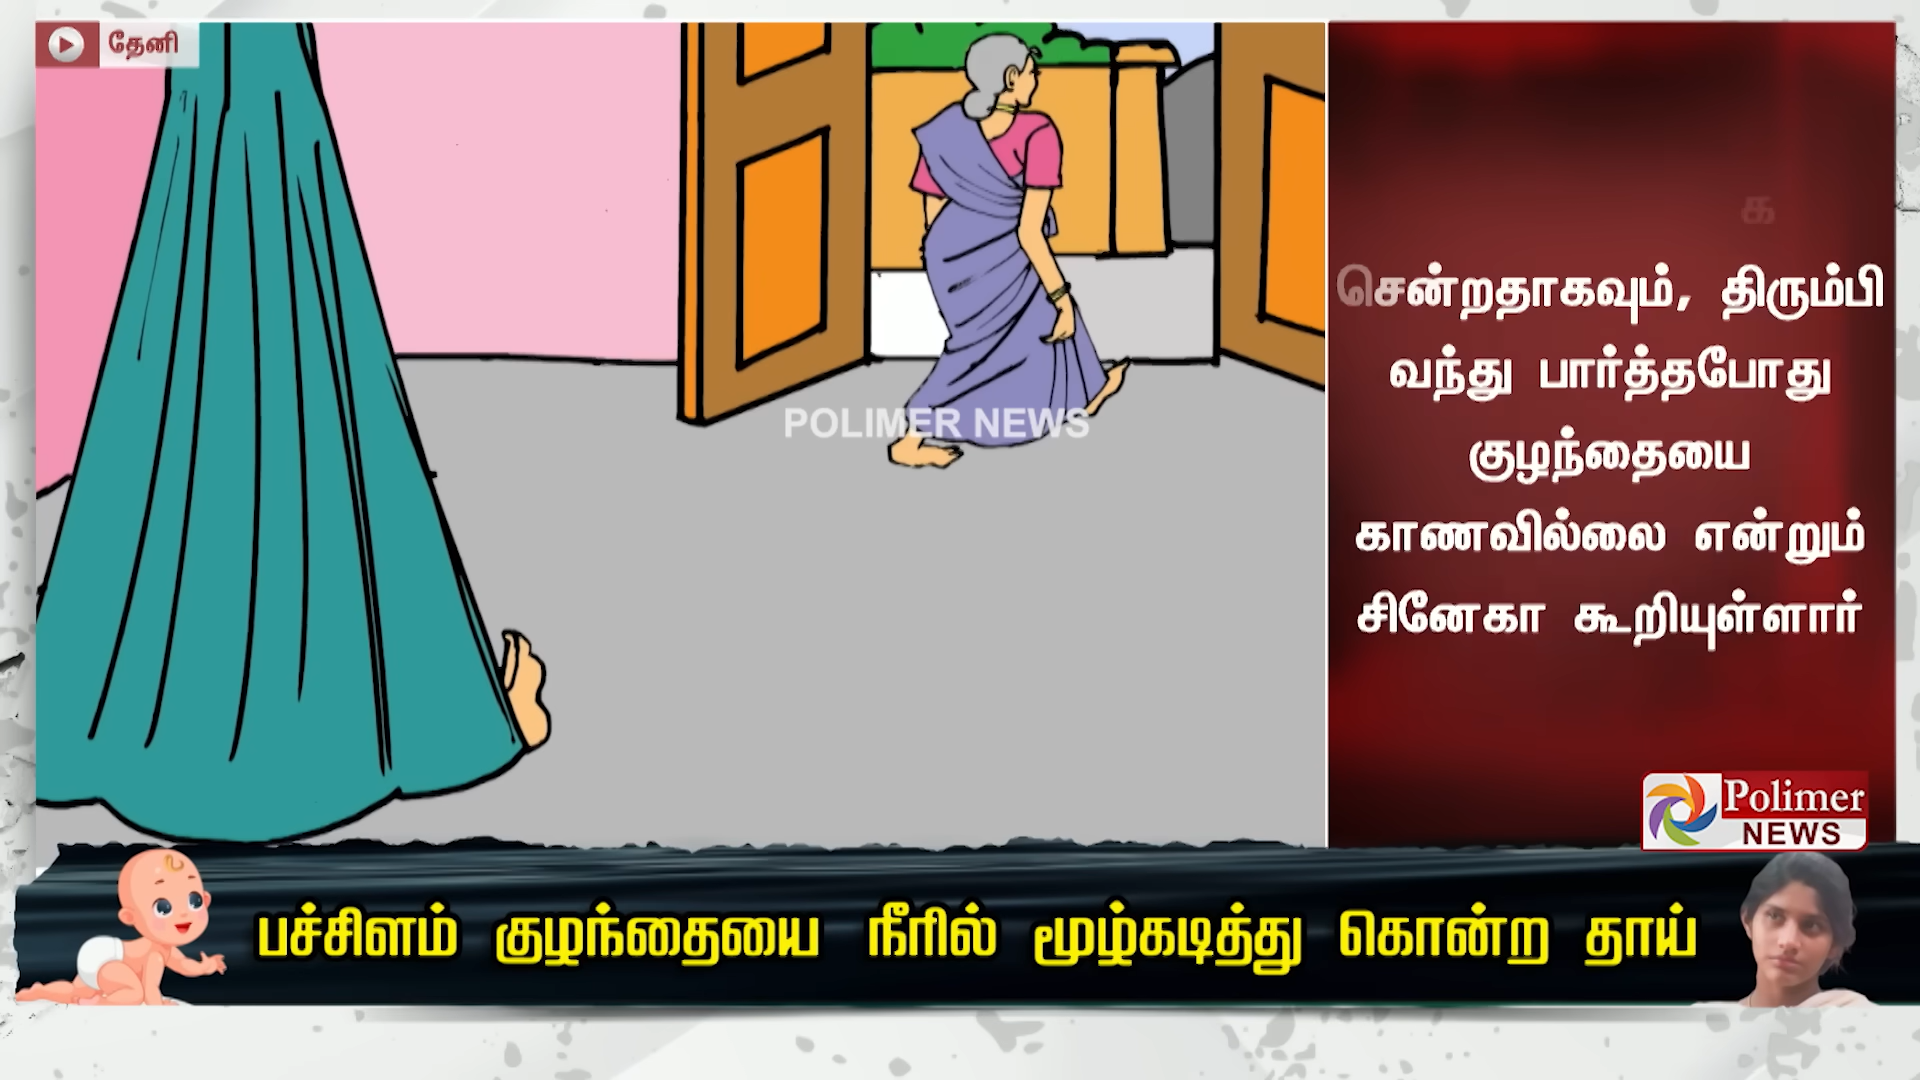 தேனி
க
சென்றதாகவும், திரும்பி
வந்து பார்த்தபோது
குழந்தையை
காணவில்லை என்றும்
சினேகா கூறியுள்ளார்
POLIMER NEWS
Polimer
NEWS
பச்சிளம் குழந்தையை நீரில் மூழ்கடித்து கொன்ற தாய்